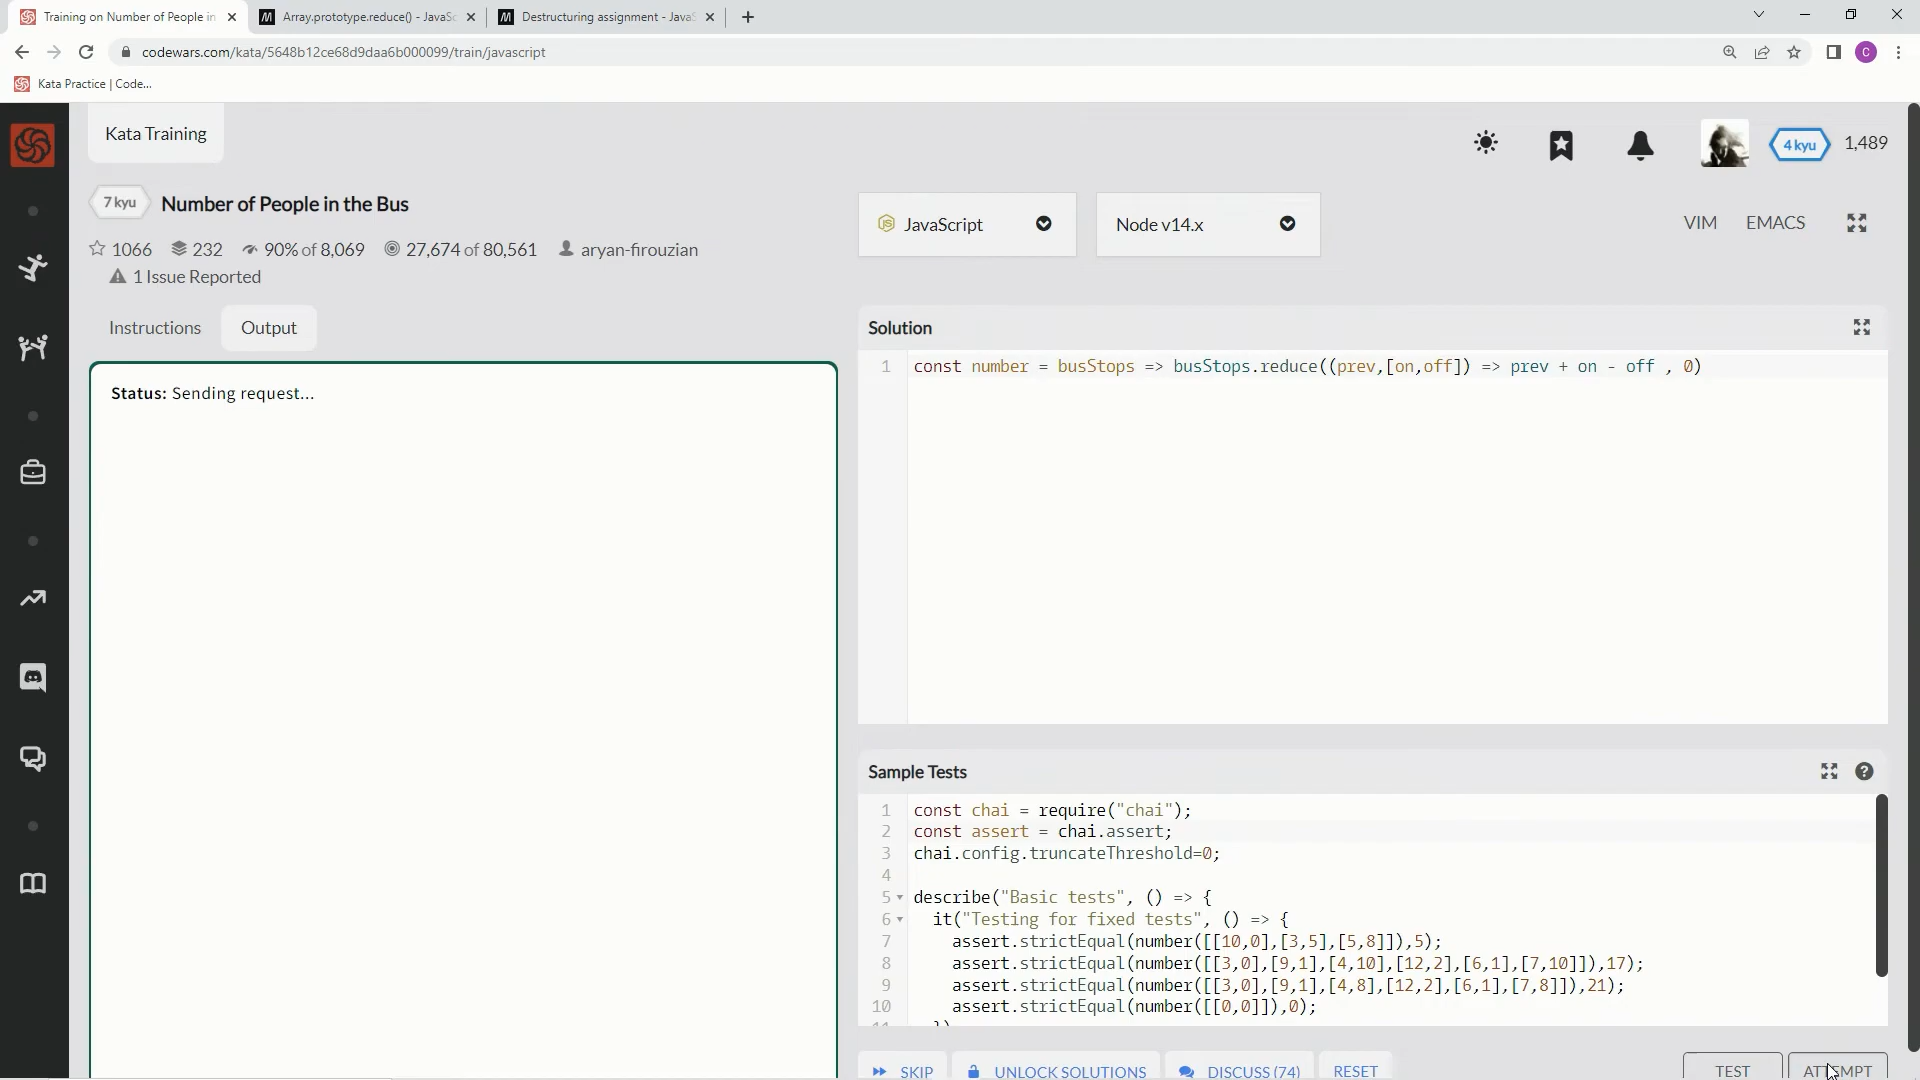 Training on Number of People in
Array.prototype.reduce() - JavaSc
Destructuring assignment - Java
codewars.com/kata/5648b12ce68d9daa6b000099/train/javascript
C
Kata Practice | Code...
Kata Training
4 kyu
1,489
7 kyu
Number of People in the Bus
1066
232
90% of 8,069
27,674 of 80,561
aryan-firouzian
1 Issue Reported
JavaScript
Node v14.x
VIM
EMACS
Instructions
Output
Status: Sending request...
Solution
1
const number = busStops => busStops.reduce((prev,[on,off]) => prev + on - off , 0)
Sample Tests
1 const chai = require("chai");
2 const assert = chai.assert;
3 chai.config.truncateThreshold=0;
4
5 describe("Basic tests", () => {
6 it("Testing for fixed tests", () => {
7 assert.strictEqual(number([[10,0],[3,5],[5,8]]),5);
8 assert.strictEqual(number([[3,0],[9,1],[4,10],[12,2],[6,1],[7,10]]),17);
9 assert.strictEqual(number([[3,0],[9,1],[4,8],[12,2],[6,1],[7,8]]),21);
10 assert.strictEqual(number([[0,0]]),0);
11 })
SKIP
UNLOCK SOLUTIONS
DISCUSS (74)
RESET
TEST
ATTEMPT